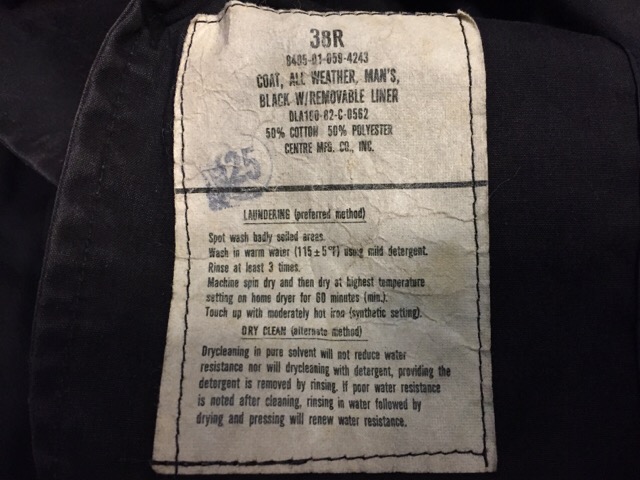 38R
8405-01-059-4243
COAT, ALL WEATHER, MAN'S,
BLACK W/REMOVABLE LINER
DLA100-82-C-0562
50% COTTON 50% POLYESTER
CENTRE MFG. CO., INC.
25
LAUNDERING (preferred method)
Spot wash badly soiled areas.
Wash in warm water (115±5°F) using mild detergent.
Rinse at least 3 times.
Machine spin dry and then dry at highest temperature
setting on home dryer for 60 minutes (min.).
Touch up with moderately hot iron (synthetic setting).
DRY CLEAN (alternate method)
Drycleaning in pure solvent will not reduce water
resistance nor will drycleaning with detergent, providing the
detergent is removed by rinsing. If poor water resistance
is noted after cleaning, rinsing in water followed by
drying and pressing will renew water resistance.